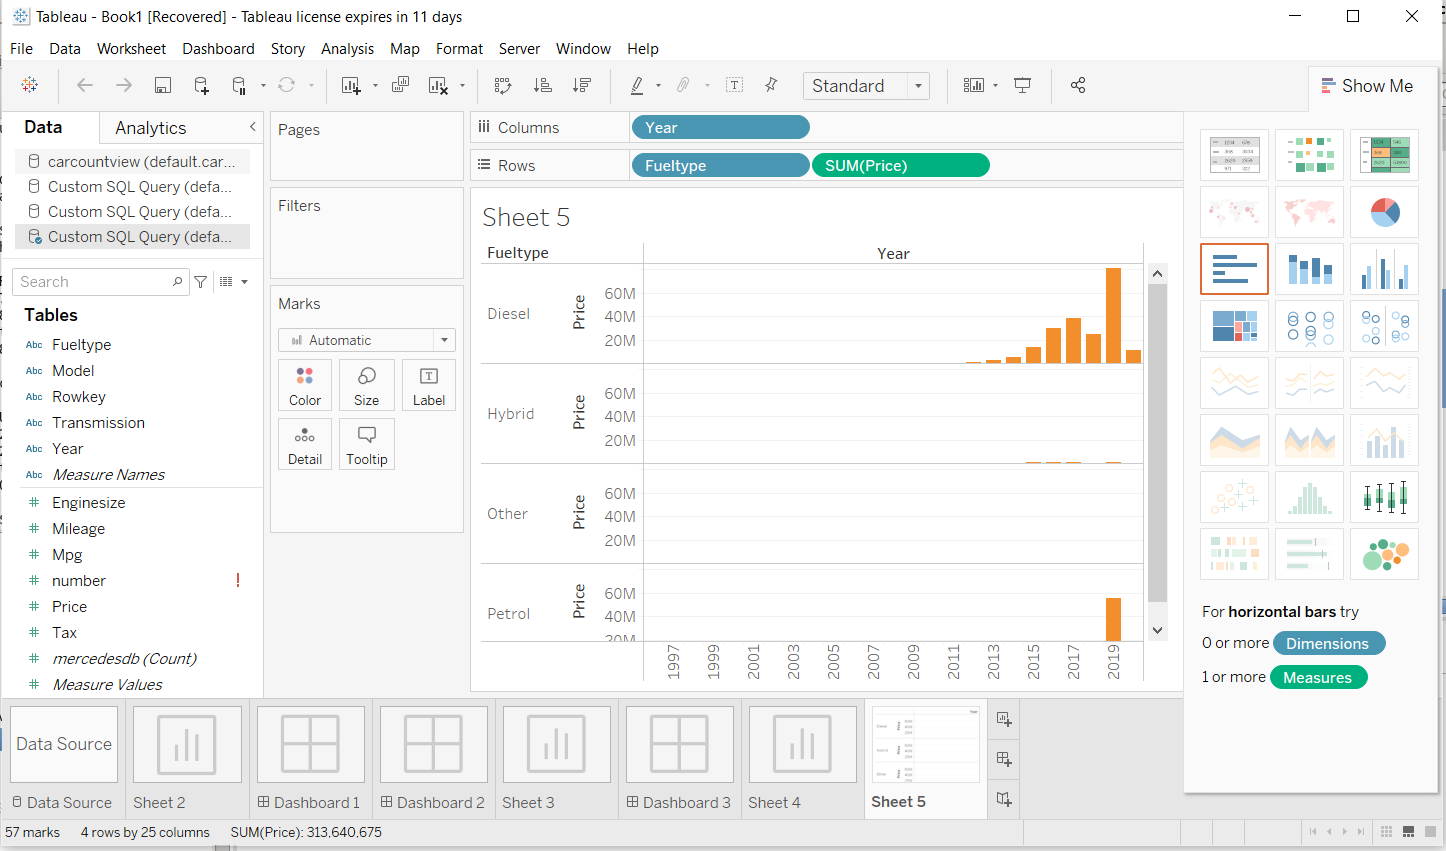 Tableau - Book1 [Recovered] - Tableau license expires in 11 days
File Data Worksheet Dashboard Story Analysis Map Format Server Window Help
Standard
Show Me
Data
Analytics
carcountview (default.car...
Custom SQL Query (defa...
Custom SQL Query (defa...
Custom SQL Query (defa...
Search
Tables
Abc Fueltype
Abc Model
Abc Rowkey
Abc Transmission
Abc Year
Abc Measure Names
# Enginesize
# Mileage
# Mpg
# number !
# Price
# Tax
# mercedesdb (Count)
# Measure Values
Pages
Filters
Marks
Automatic
Color
Size
Label
Detail
Tooltip
Columns
Year
Rows
Fueltype
SUM(Price)
Sheet 5
Fueltype
Year
Diesel
Price
60M
40M
20M
Hybrid
Price
60M
40M
20M
Other
Price
60M
40M
20M
Petrol
Price
60M
40M
20M
1997
1999
2001
2003
2005
2007
2009
2011
2013
2015
2017
2019
For horizontal bars try
0 or more Dimensions
1 or more Measures
Data Source
Data Source
Sheet 2
Dashboard 1
Dashboard 2
Sheet 3
Dashboard 3
Sheet 4
Sheet 5
57 marks
4 rows by 25 columns
SUM(Price): 313,640,675